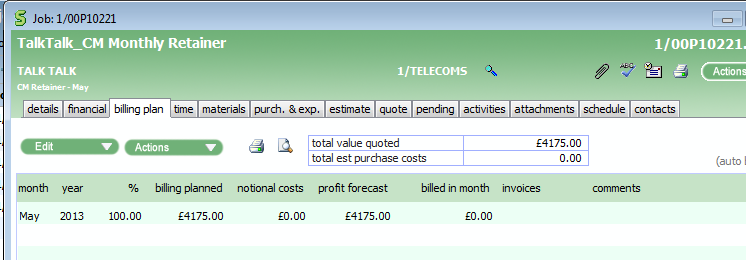 Job: 1/00P10221
TalkTalk_CM Monthly Retainer 1/00P10221.
TALK TALK 1/TELECOMS
CM Retainer - May
ABC Actions
details financial billing plan time materials purch. & exp. estimate quote pending activities attachments schedule contacts
Edit Actions total value quoted £4175.00
total est purchase costs 0.00
(auto
month year % billing planned notional costs profit forecast billed in month invoices comments
May 2013 100.00 £4175.00 £0.00 £4175.00 £0.00